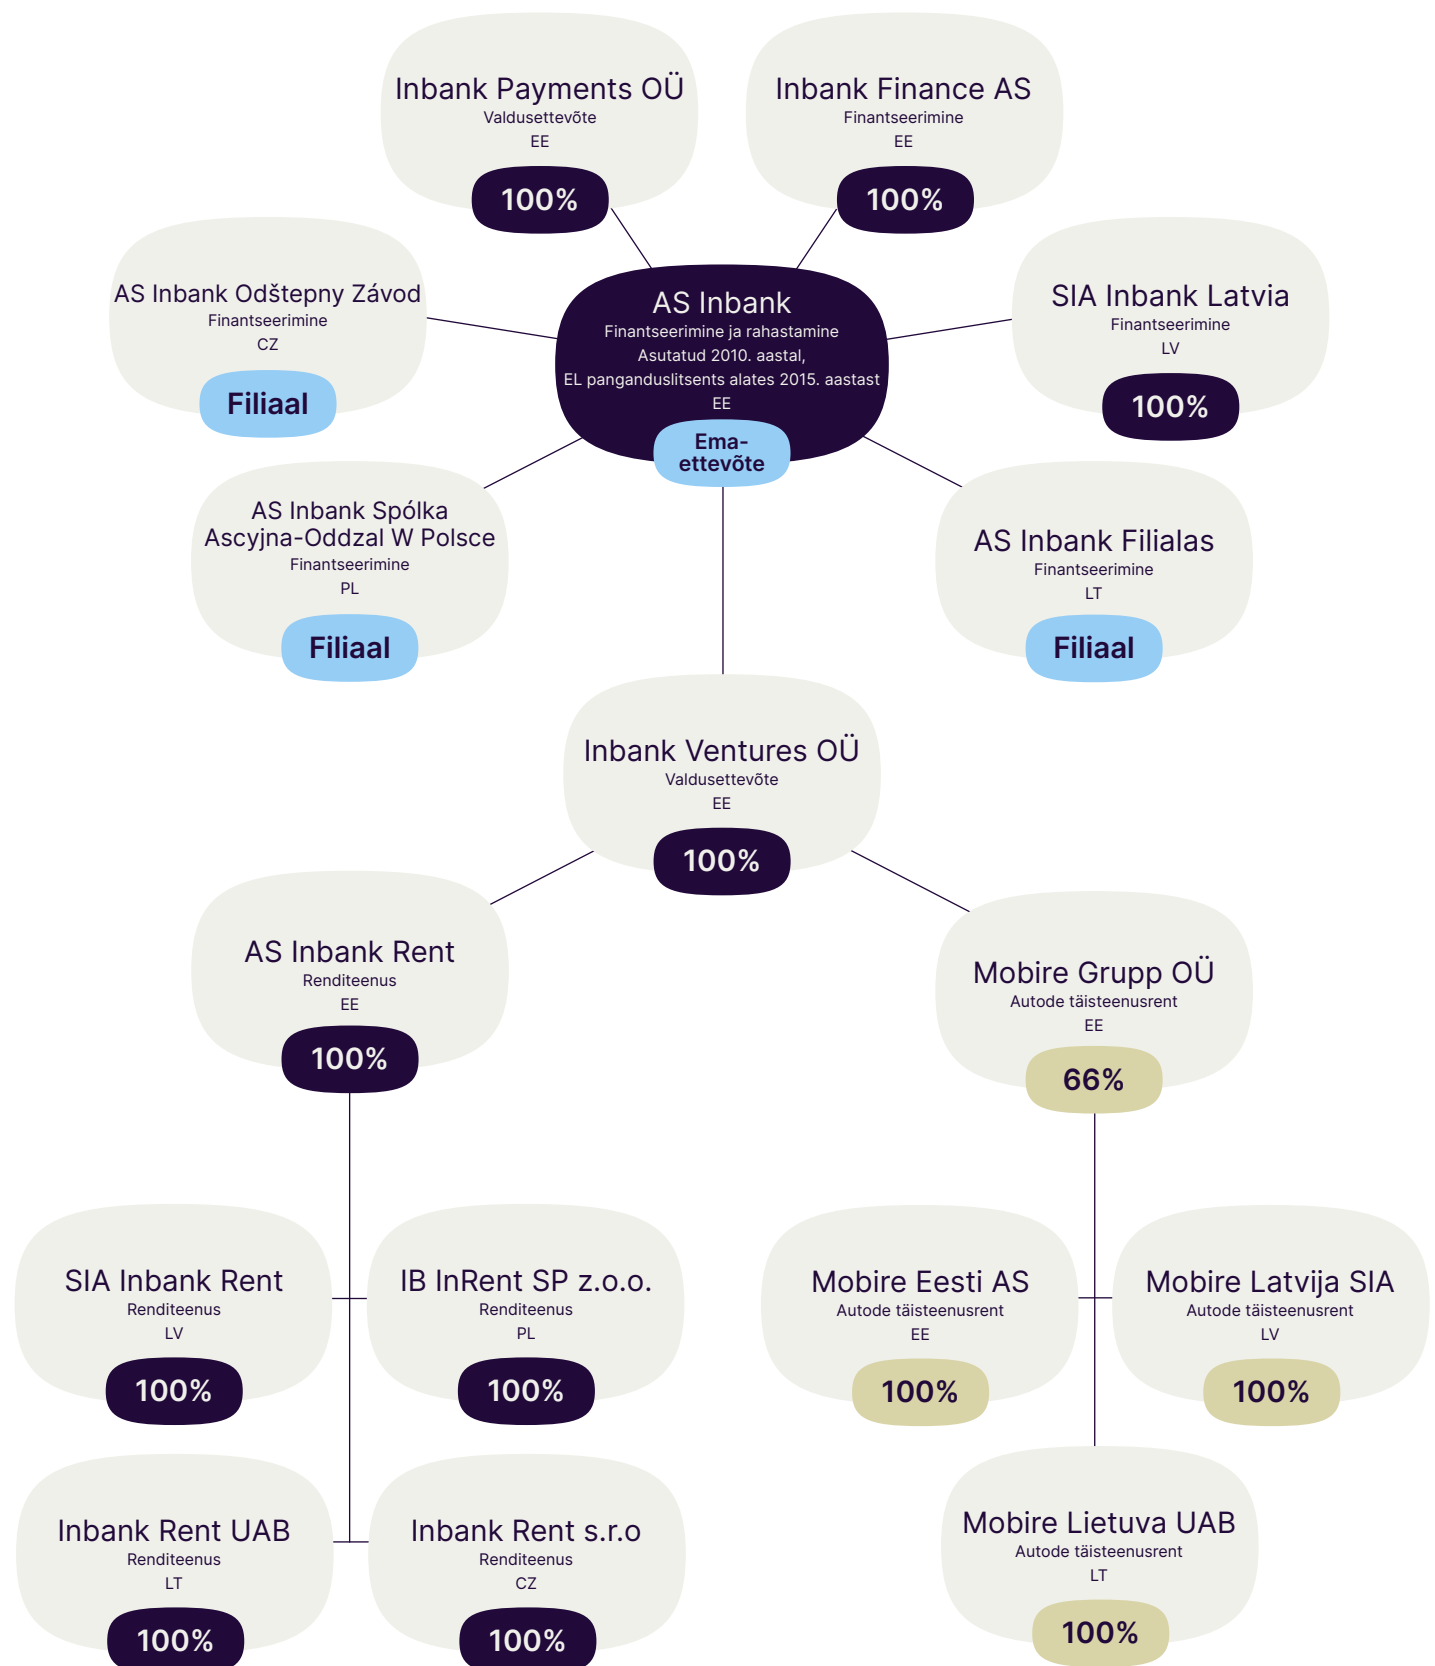 Inbank Payments OÜ
Valdusettevõte
EE
100%
Inbank Finance AS
Finantseerimine
EE
100%
AS Inbank Odštepny Závod
Finantseerimine
CZ
Filiaal
AS Inbank
Finantseerimine ja rahastamine
Asutatud 2010. aastal,
EL panganduslitsents alates 2015. aastast
EE
Ema-
ettevõte
SIA Inbank Latvia
Finantseerimine
LV
100%
AS Inbank Spólka
Ascyjna-Oddzal W Polsce
Finantseerimine
PL
Filiaal
AS Inbank Filialas
Finantseerimine
LT
Filiaal
Inbank Ventures OÜ
Valdusettevõte
EE
100%
AS Inbank Rent
Renditeenus
EE
100%
Mobire Grupp OÜ
Autode täisteenusrent
EE
66%
SIA Inbank Rent
Renditeenus
LV
100%
IB InRent SP z.o.o.
Renditeenus
PL
100%
Mobire Eesti AS
Autode täisteenusrent
EE
100%
Mobire Latvija SIA
Autode täisteenusrent
LV
100%
Inbank Rent UAB
Renditeenus
LT
100%
Inbank Rent s.r.o
Renditeenus
CZ
100%
Mobire Lietuva UAB
Autode täisteenusrent
LT
100%